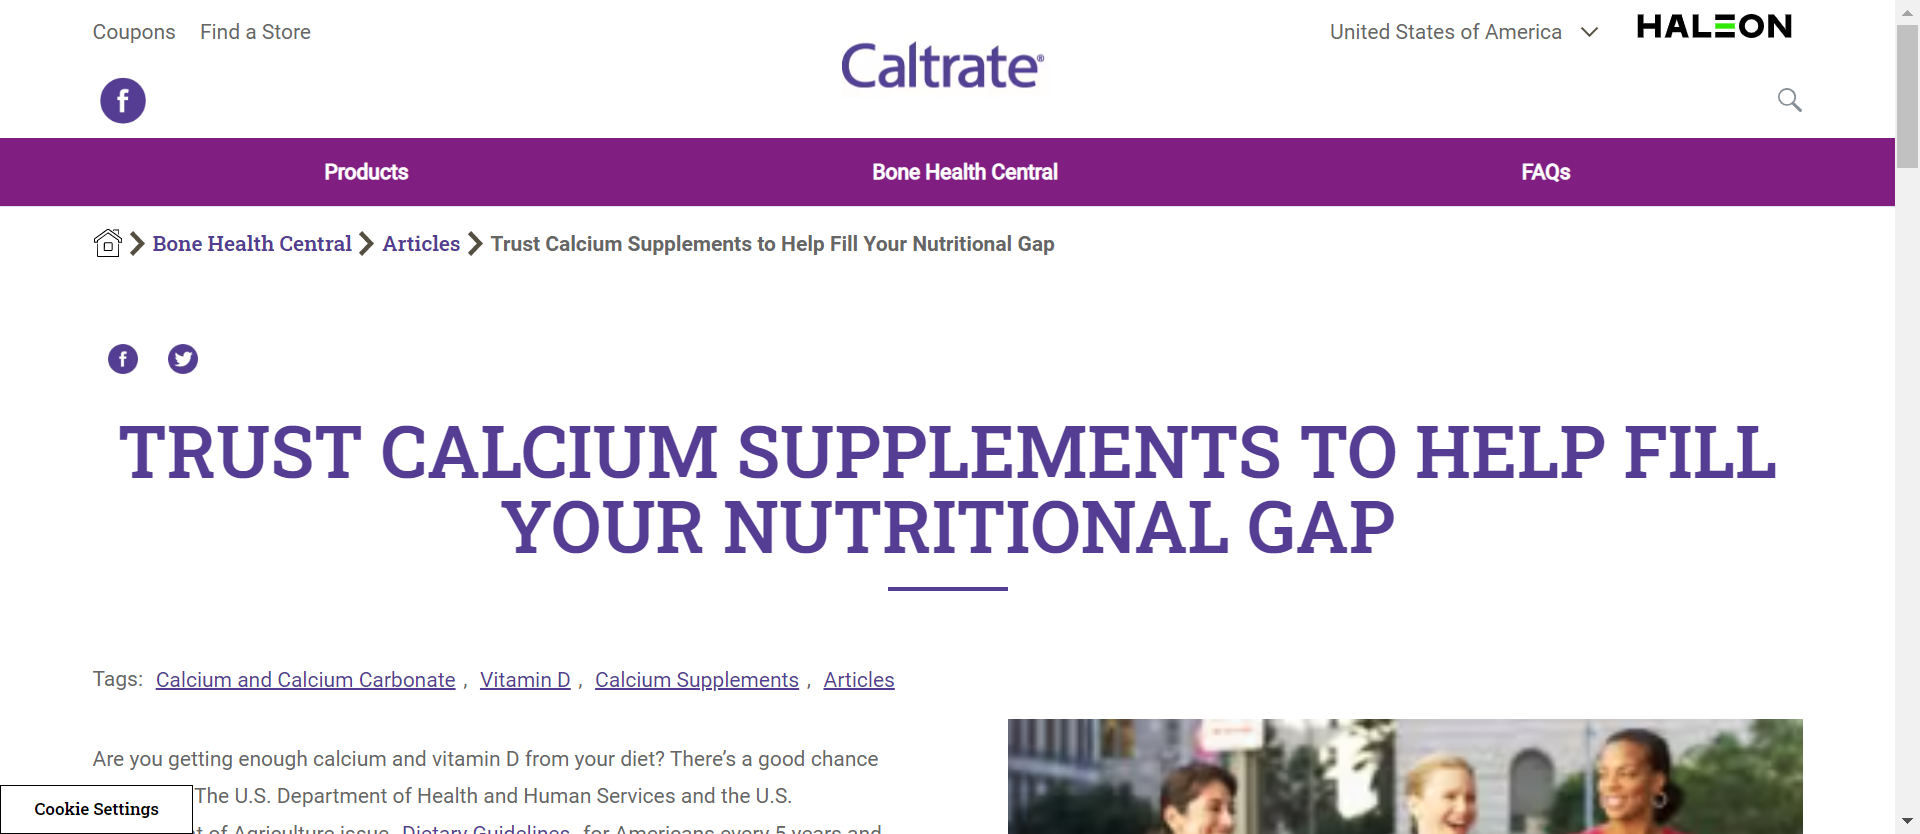 Coupons Find a Store
United States of America
HALEON
Caltrate®
Products Bone Health Central FAQs
Bone Health Central Articles Trust Calcium Supplements to Help Fill Your Nutritional Gap
TRUST CALCIUM SUPPLEMENTS TO HELP FILL
YOUR NUTRITIONAL GAP
Tags: Calcium and Calcium Carbonate , Vitamin D , Calcium Supplements , Articles
Are you getting enough calcium and vitamin D from your diet? There’s a good chance
The U.S. Department of Health and Human Services and the U.S.
of Agriculture issue Dietary Guidelines for Americans every 5 years and
Cookie Settings